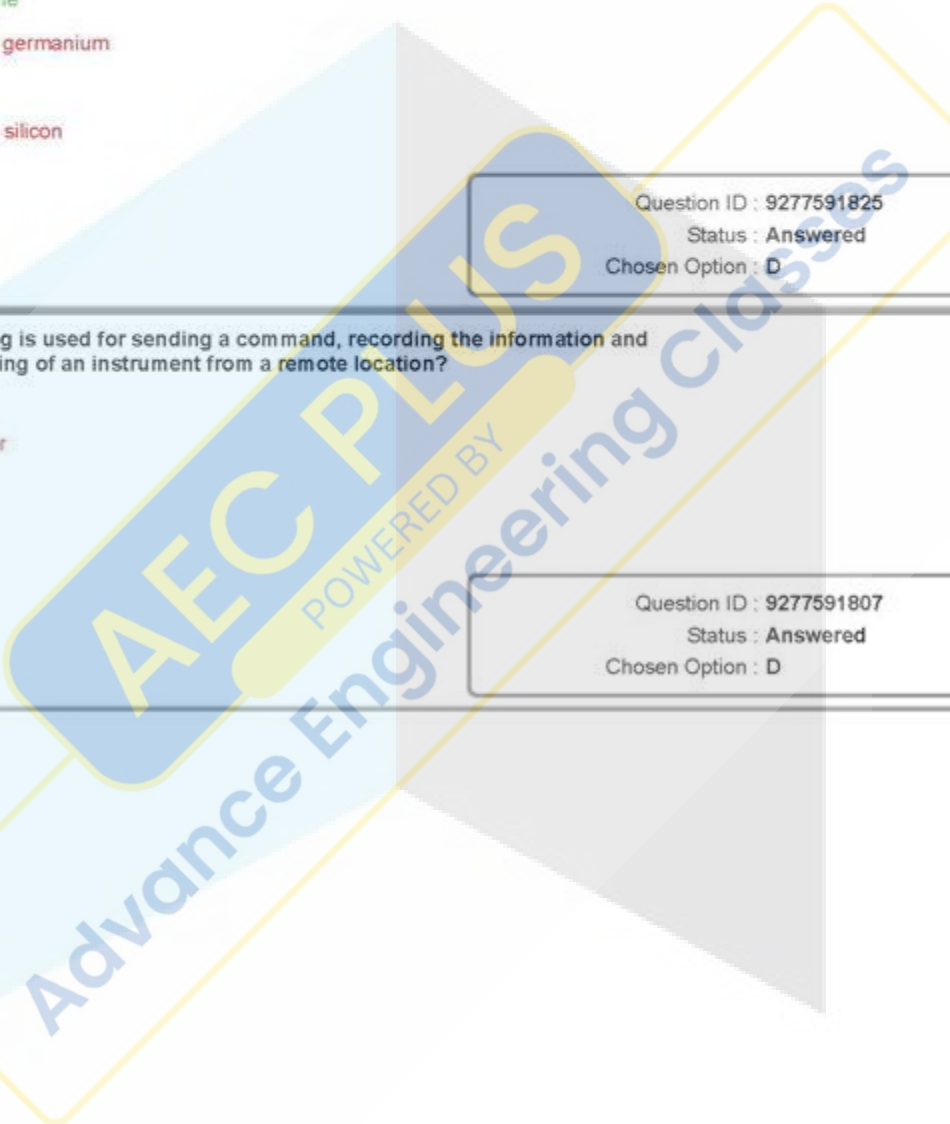 germanium
silicon
Question ID : 9277591825
Status : Answered
Chosen Option : D
g is used for sending a command, recording the information and
ing of an instrument from a remote location?
Question ID : 9277591807
Status : Answered
Chosen Option : D
AEC PLUS
POWERED BY
Advance Engineering Classes